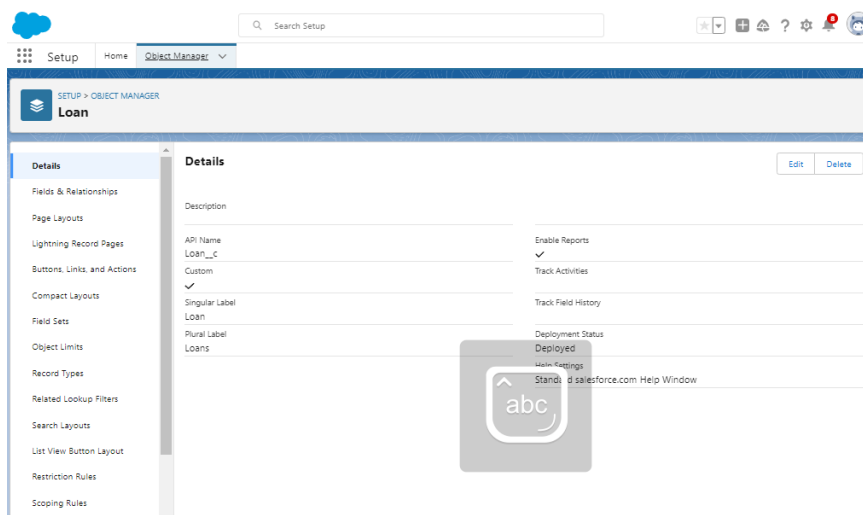 Search Setup
8
Setup
Home
Object Manager
SETUP > OBJECT MANAGER
Loan
Details
Fields & Relationships
Page Layouts
Lightning Record Pages
Buttons, Links, and Actions
Compact Layouts
Field Sets
Object Limits
Record Types
Related Lookup Filters
Search Layouts
List View Button Layout
Restriction Rules
Scoping Rules
Details
Edit
Delete
Description
API Name
Loan__c
Custom
Singular Label
Loan
Plural Label
Loans
Enable Reports
Track Activities
Track Field History
Deployment Status
Deployed
Help Settings
Standard salesforce.com Help Window
abc